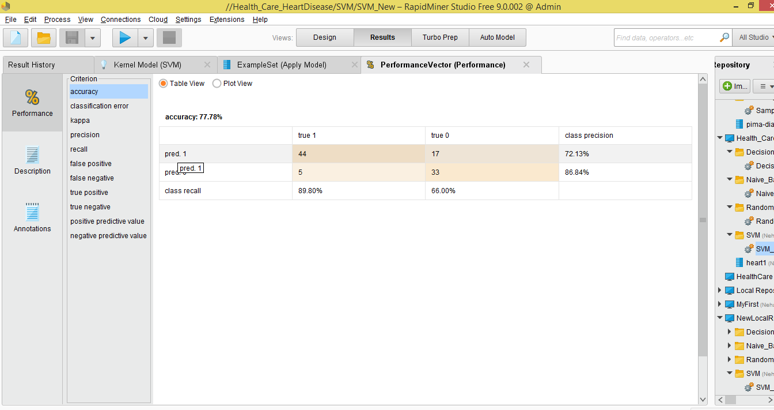 //Health_Care_HeartDisease/SVM/SVM_New – RapidMiner Studio Free 9.0.002 @ Admin
File Edit Process View Connections Cloud Settings Extensions Help
Views: Design Results Turbo Prep Auto Model
Find data, operators...etc
All Studio
Result History
Kernel Model (SVM)
ExampleSet (Apply Model)
PerformanceVector (Performance)
Performance
Description
Annotations
Criterion
accuracy
classification error
kappa
precision
recall
false positive
false negative
true positive
true negative
positive predictive value
negative predictive value
Table View Plot View
accuracy: 77.78%
true 1 true 0 class precision
pred. 1 44 17 72.13%
pred. 1
5 33 86.84%
class recall 89.80% 66.00%
Repository
Im...
Samp
pima-dia
Health_Car
Decision
Decis
Naive_Ba
Naive
Random
Rand
SVM
SVM_
heart1
HealthCare
Local Repo
MyFirst
NewLocalR
Decision
Naive_Ba
Random
SVM
SVM_